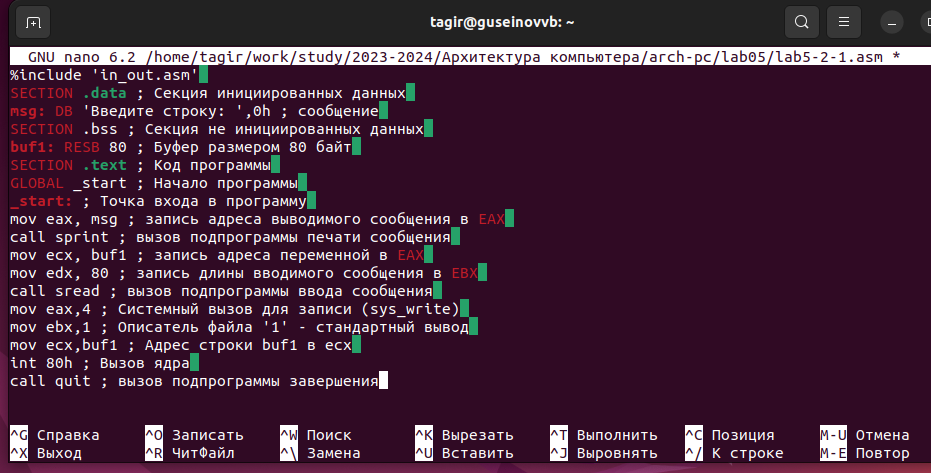 tagir@guseinovvb: ~
GNU nano 6.2 /home/tagir/work/study/2023-2024/Архитектура компьютера/arch-pc/lab05/lab5-2-1.asm *
%include 'in_out.asm'
SECTION .data ; Секция инициированных данных
msg: DB 'Введите строку: ',0h ; сообщение
SECTION .bss ; Секция не инициированных данных
buf1: RESB 80 ; Буфер размером 80 байт
SECTION .text ; Код программы
GLOBAL _start ; Начало программы
_start: ; Точка входа в программу
mov eax, msg ; запись адреса выводимого сообщения в EAX
call sprint ; вызов подпрограммы печати сообщения
mov ecx, buf1 ; запись адреса переменной в EAX
mov edx, 80 ; запись длины вводимого сообщения в EBX
call sread ; вызов подпрограммы ввода сообщения
mov eax,4 ; Системный вызов для записи (sys_write)
mov ebx,1 ; Описатель файла '1' - стандартный вывод
mov ecx,buf1 ; Адрес строки buf1 в ecx
int 80h ; Вызов ядра
call quit ; вызов подпрограммы завершения
^G Справка ^O Записать ^W Поиск ^K Вырезать ^T Выполнить ^C Позиция M-U Отмена
^X Выход ^R ЧитФайл ^\ Замена ^U Вставить ^J Выровнять ^/ К строке M-E Повтор